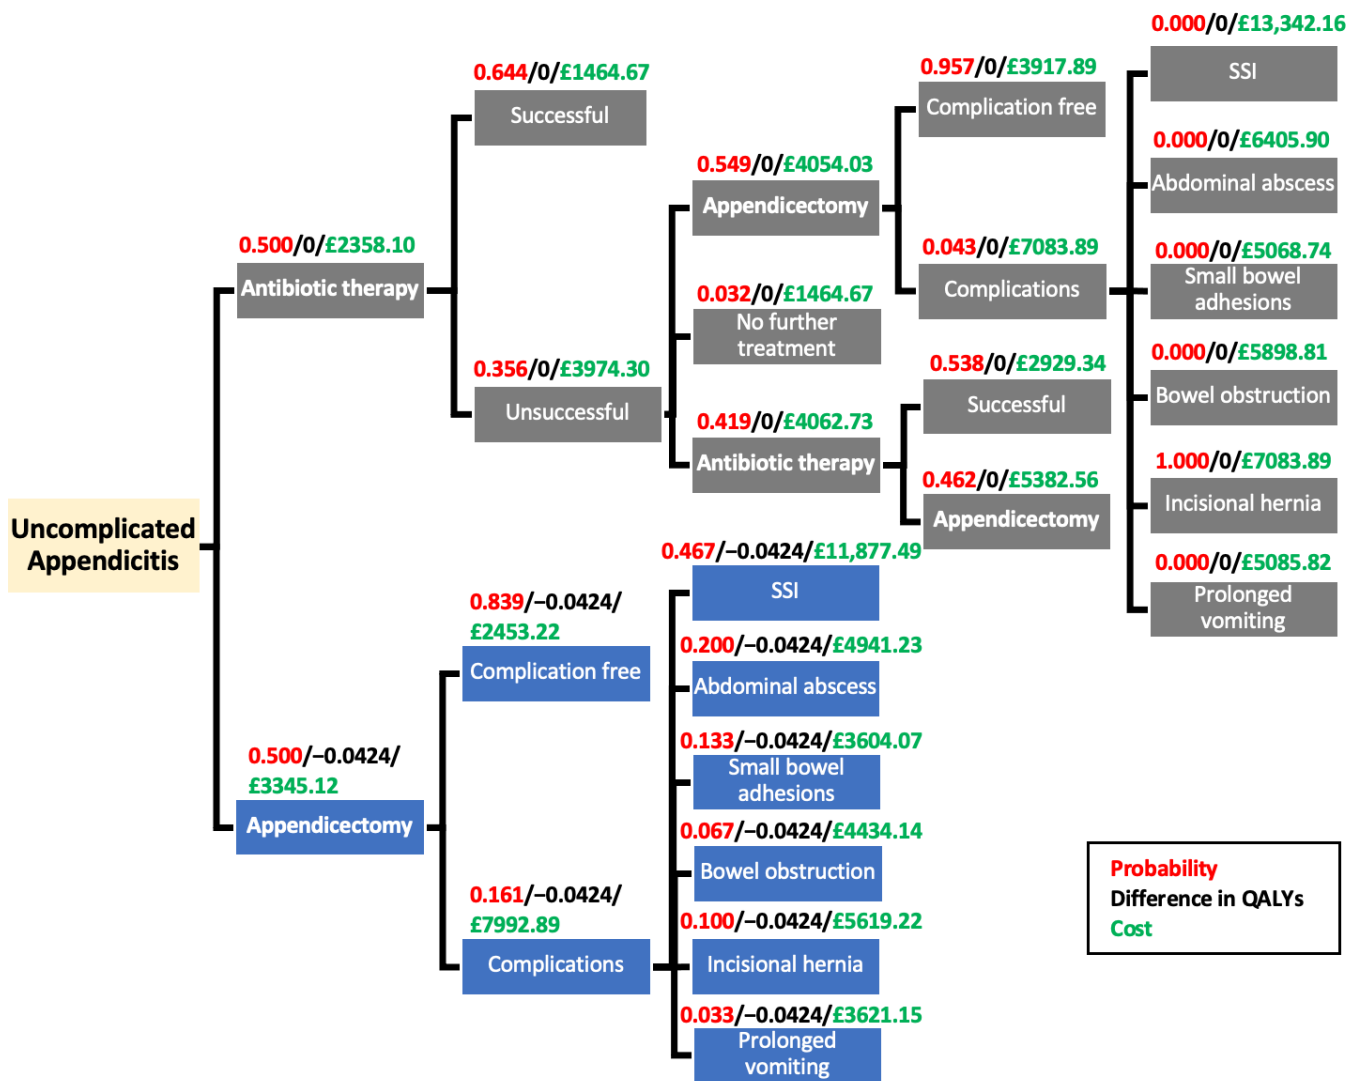 0.500/0/£2358.10
Antibiotic therapy
0.644/0/£1464.67
Successful
0.356/0/£3974.30
Unsuccessful
0.549/0/£4054.03
Appendicectomy
0.957/0/£3917.89
Complication free
0.043/0/£7083.89
Complications
0.000/0/£13,342.16
SSI
0.000/0/£6405.90
Abdominal abscess
0.000/0/£5068.74
Small bowel
adhesions
0.000/0/£5898.81
Bowel obstruction
1.000/0/£7083.89
Incisional hernia
0.000/0/£5085.82
Prolonged
vomiting
0.032/0/£1464.67
No further
treatment
0.419/0/£4062.73
Antibiotic therapy
0.538/0/£2929.34
Successful
0.462/0/£5382.56
Appendicectomy
Uncomplicated
Appendicitis
0.500/−0.0424/
£3345.12
Appendicectomy
0.839/−0.0424/
£2453.22
Complication free
0.161/−0.0424/
£7992.89
Complications
0.467/−0.0424/£11,877.49
SSI
0.200/−0.0424/£4941.23
Abdominal abscess
0.133/−0.0424/£3604.07
Small bowel
adhesions
0.067/−0.0424/£4434.14
Bowel obstruction
0.100/−0.0424/£5619.22
Incisional hernia
0.033/−0.0424/£3621.15
Prolonged
vomiting
Probability
Difference in QALYs
Cost